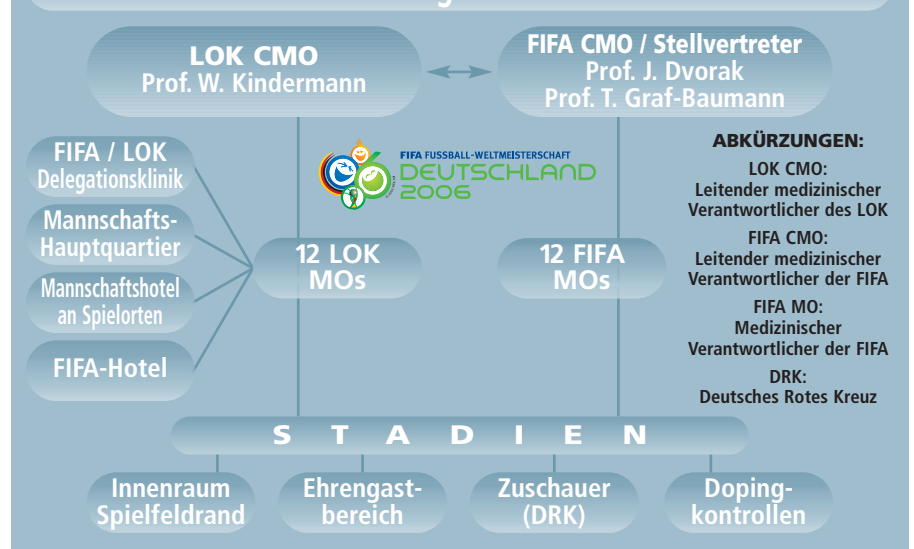 LOK CMO
Prof. W. Kindermann
FIFA CMO / Stellvertreter
Prof. J. Dvorak
Prof. T. Graf-Baumann
FIFA / LOK
Delegationsklinik
Mannschafts-
Hauptquartier
Mannschaftshotel
an Spielorten
FIFA-Hotel
FIFA FUSSBALL-WELTMEISTERSCHAFT
DEUTSCHLAND
2006
12 LOK
MOs
12 FIFA
MOs
ABKÜRZUNGEN:
LOK CMO:
Leitender medizinischer
Verantwortlicher des LOK
FIFA CMO:
Leitender medizinischer
Verantwortlicher der FIFA
FIFA MO:
Medizinischer
Verantwortlicher der FIFA
DRK:
Deutsches Rotes Kreuz
STADIEN
Innenraum
Spielfeldrand
Ehrengast-
bereich
Zuschauer
(DRK)
Doping-
kontrollen